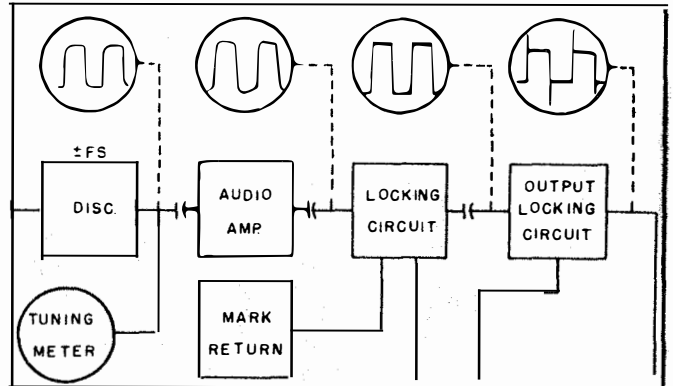 ±FS
DISC.
AUDIO
AMP.
LOCKING
CIRCUIT
OUTPUT
LOCKING
CIRCUIT
TUNING
METER
MARK
RETURN